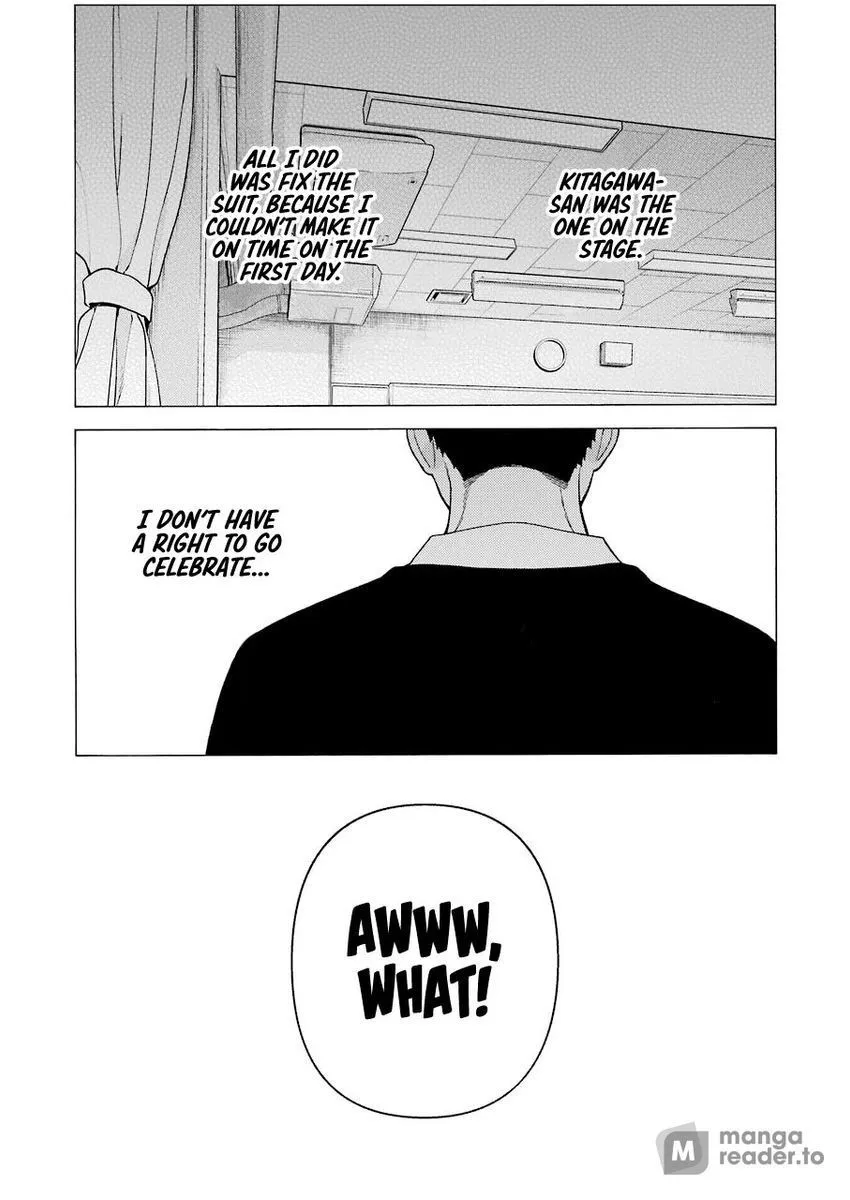 KITAGAWA-
SAN WAS THE
ONE ON THE
STAGE.
ALL I DID
WAS FIX THE
SUIT, BECAUSE I
COULDN'T MAKE IT
ON TIME ON THE
FIRST DAY.
I DON'T HAVE
A RIGHT TO GO
CELEBRATE...
AWWW,
WHAT!
M manga
reader.to